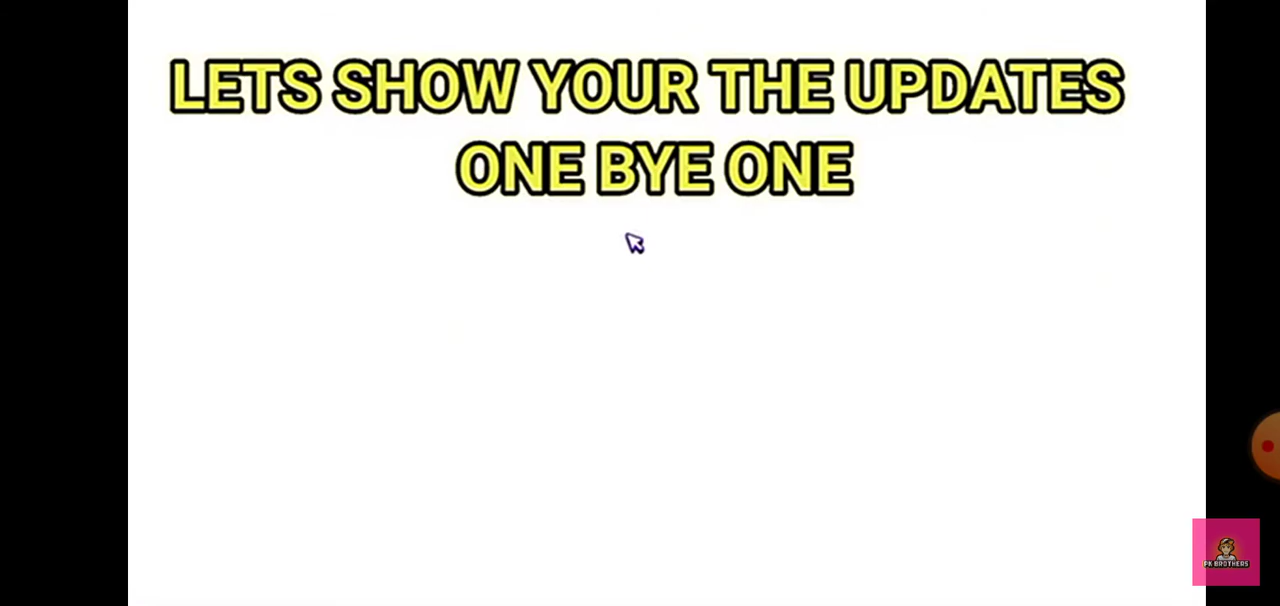 LETS SHOW YOUR THE UPDATES
ONE BYE ONE
PK BROTHERS